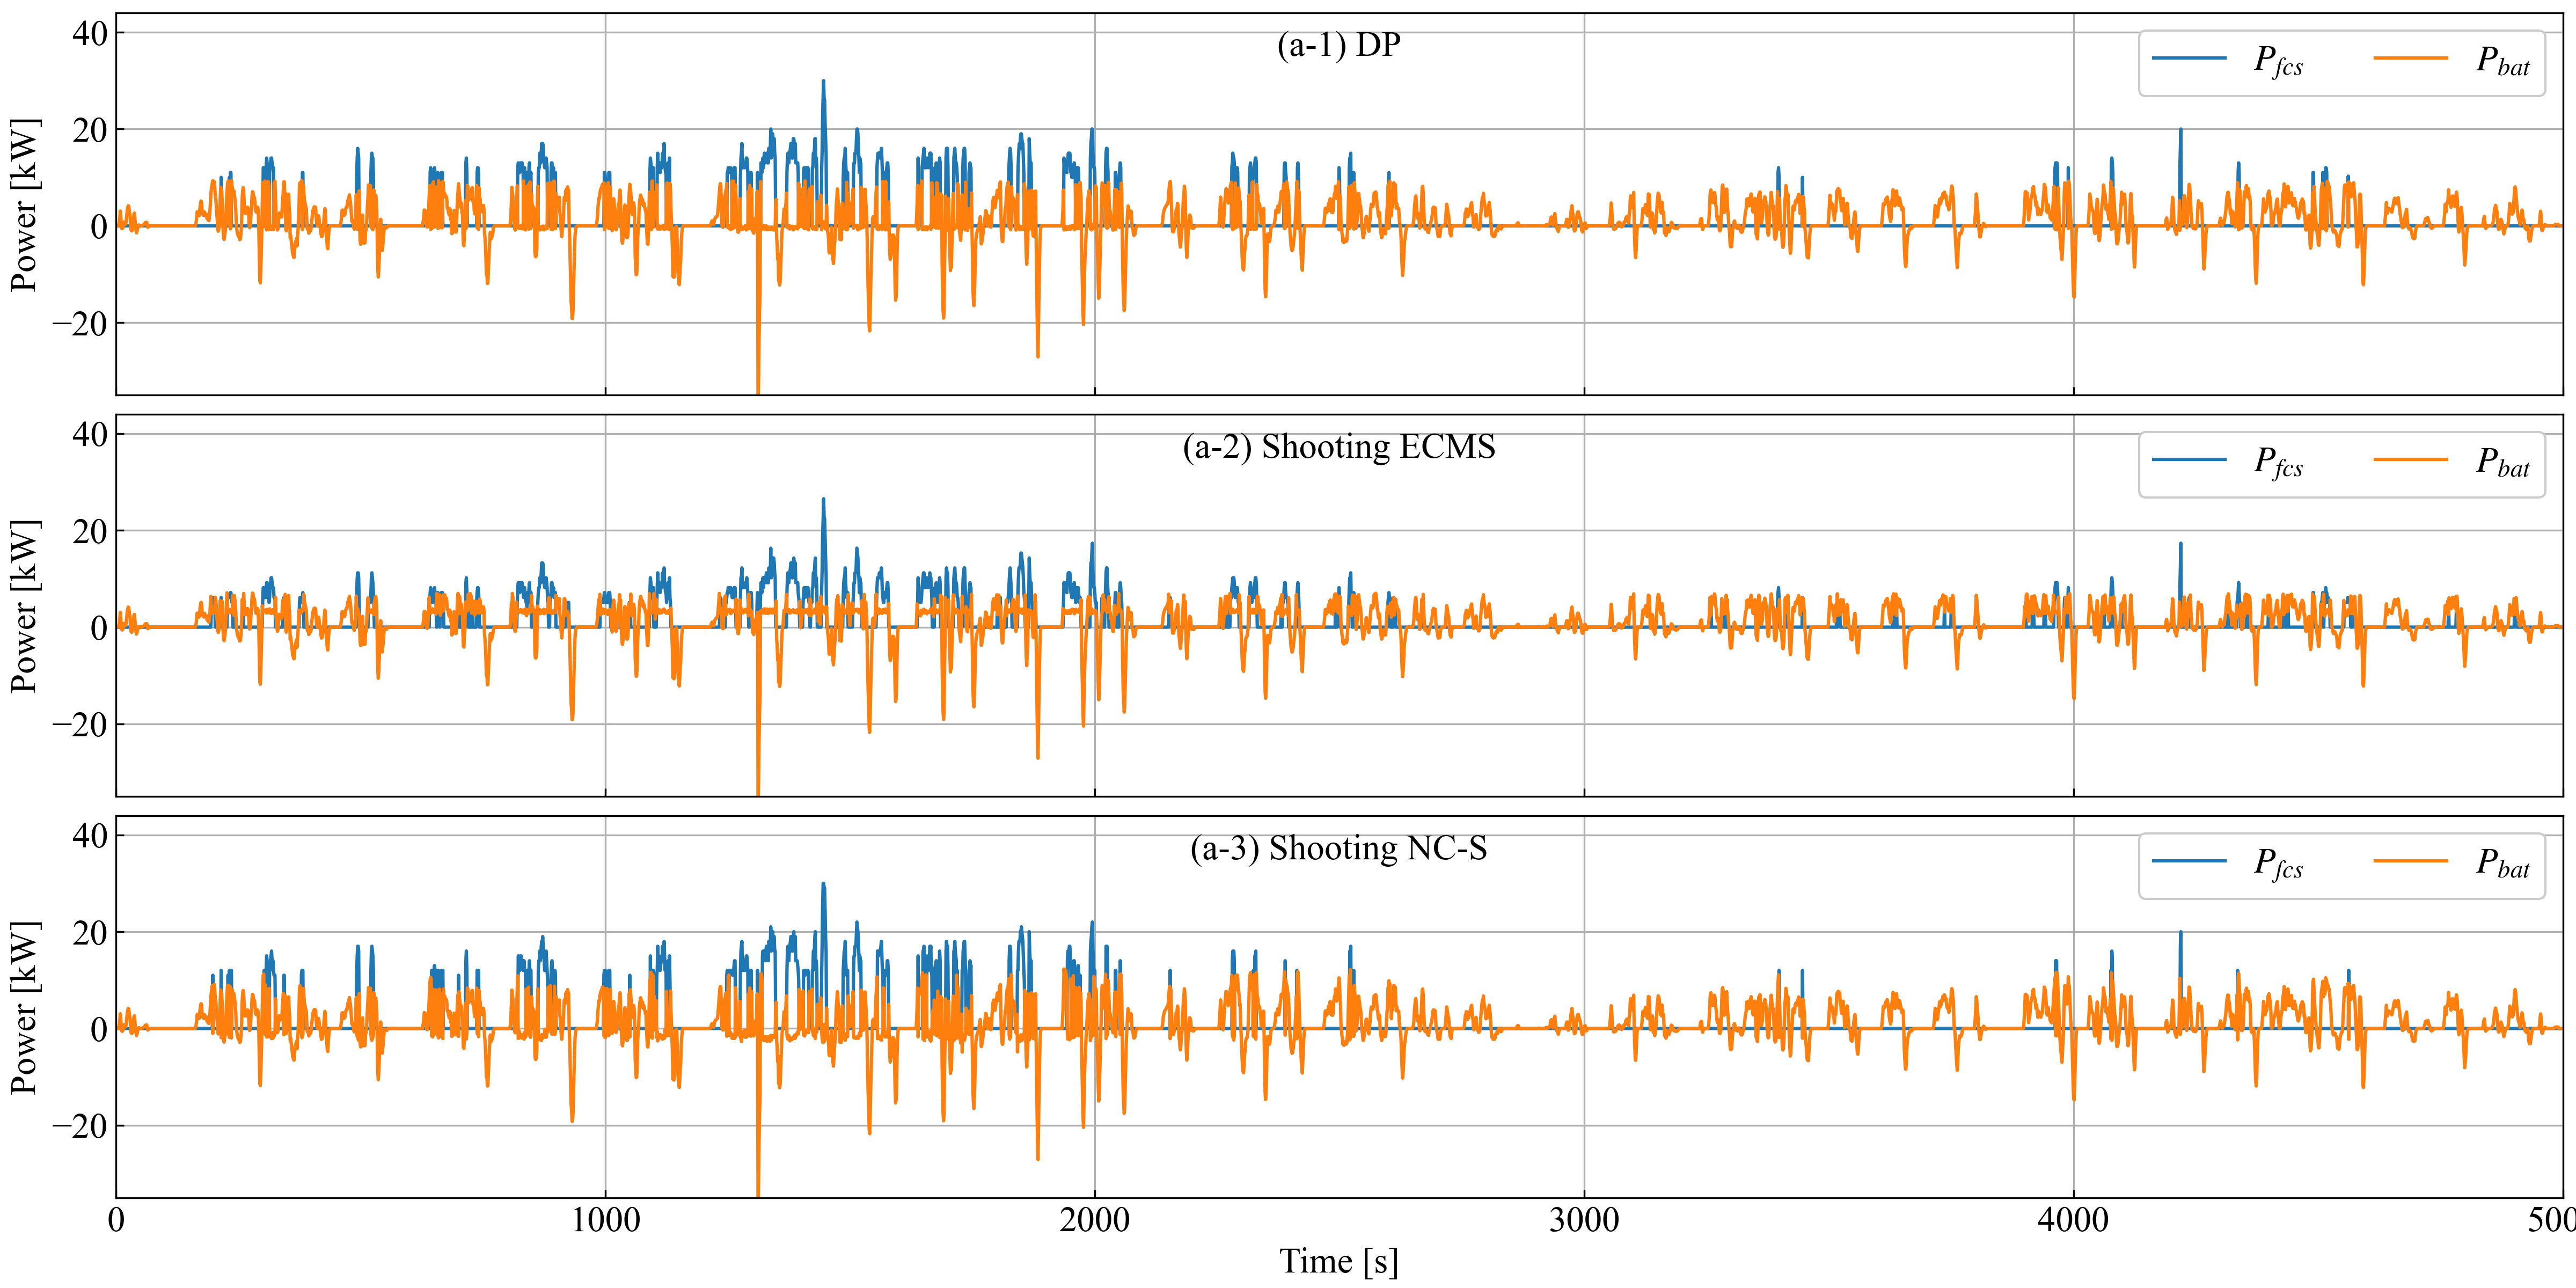 (a-1) DP
P_fcs P_bat
40
20
0
−20
Power [kW]
(a-2) Shooting ECMS
P_fcs P_bat
40
20
0
−20
Power [kW]
(a-3) Shooting NC-S
P_fcs P_bat
40
20
0
−20
Power [kW]
0 1000 2000 3000 4000 500
Time [s]